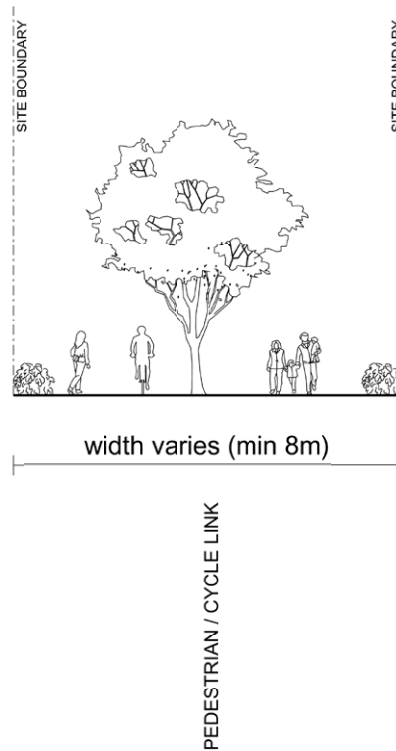 SITE BOUNDARY
SITE BOUNDARY
width varies (min 8m)
PEDESTRIAN / CYCLE LINK